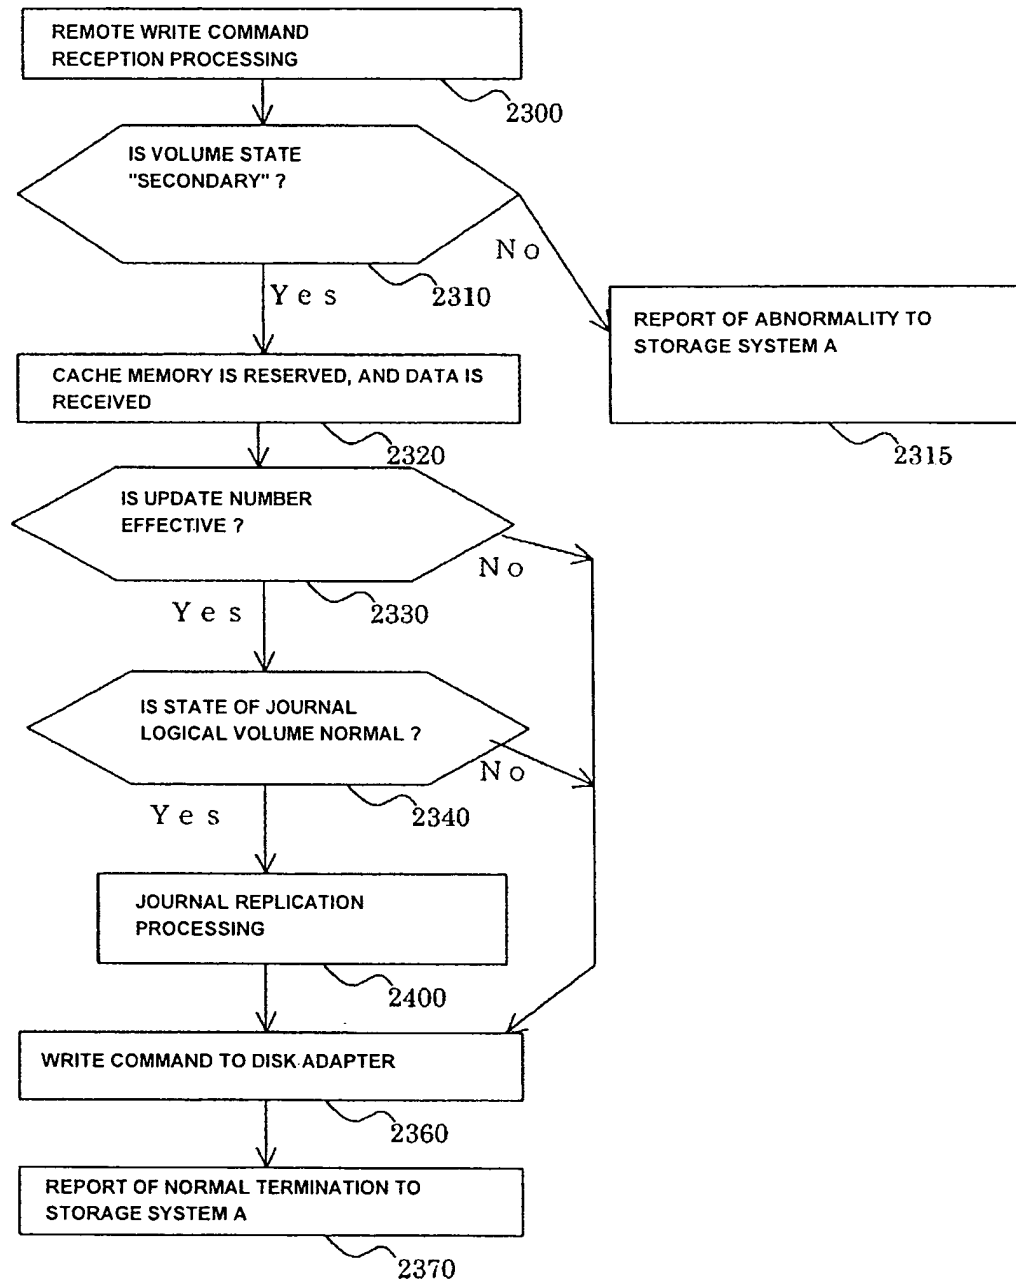 REMOTE WRITE COMMAND
RECEPTION PROCESSING
2300
IS VOLUME STATE
"SECONDARY" ?
No
2310
Yes
REPORT OF ABNORMALITY TO
STORAGE SYSTEM A
2315
CACHE MEMORY IS RESERVED, AND DATA IS
RECEIVED
2320
IS UPDATE NUMBER
EFFECTIVE ?
No
2330
Yes
IS STATE OF JOURNAL
LOGICAL VOLUME NORMAL ?
No
2340
Yes
JOURNAL REPLICATION
PROCESSING
2400
WRITE COMMAND TO DISK ADAPTER
2360
REPORT OF NORMAL TERMINATION TO
STORAGE SYSTEM A
2370